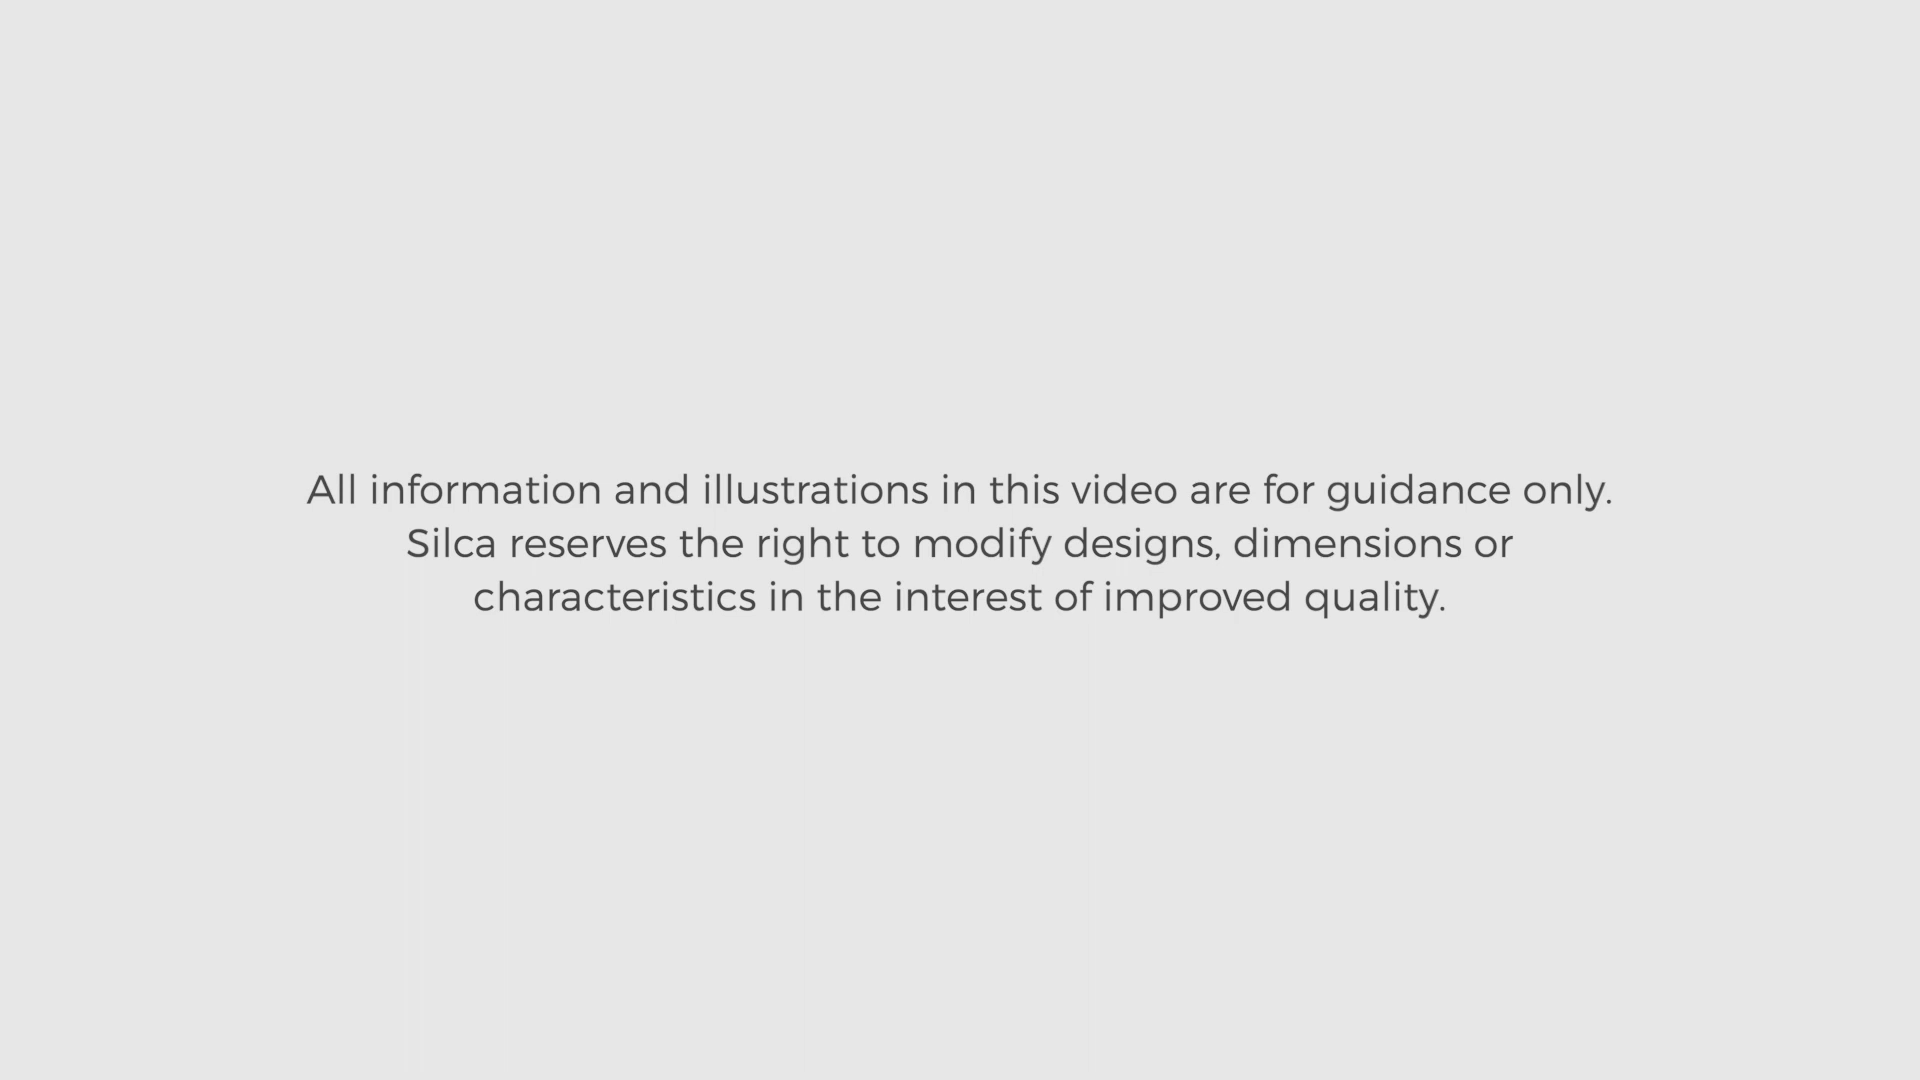 All information and illustrations in this video are for guidance only.
Silca reserves the right to modify designs, dimensions or
characteristics in the interest of improved quality.